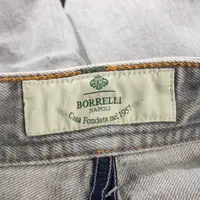 BORRELLI
NAPOLI
Casa Fondata nel 1957